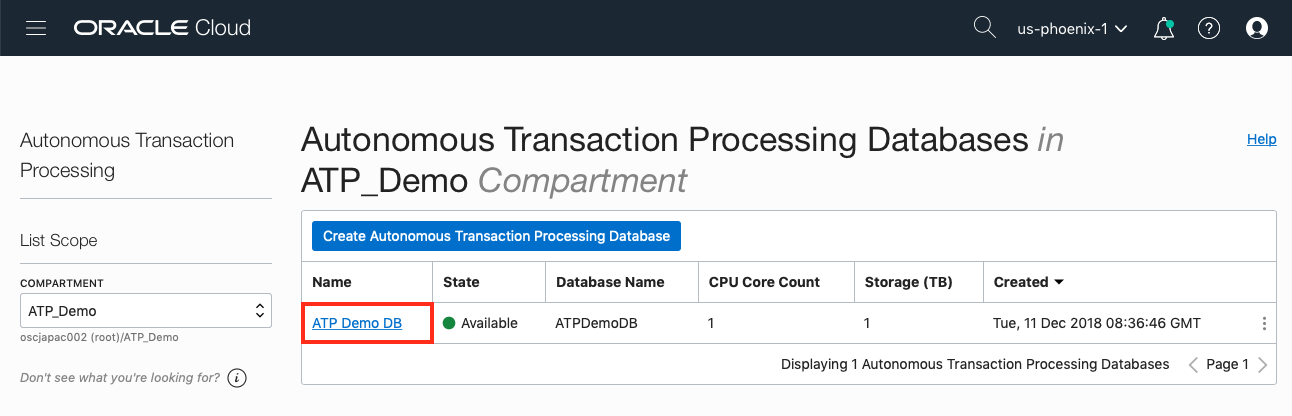 ORACLE Cloud
us-phoenix-1
Autonomous Transaction
Processing
List Scope
COMPARTMENT
ATP_Demo
oscjapac002 (root)/ATP_Demo
Don't see what you're looking for?
Autonomous Transaction Processing Databases in
ATP_Demo Compartment
Help
Create Autonomous Transaction Processing Database
Name State Database Name CPU Core Count Storage (TB) Created
ATP Demo DB Available ATPDemoDB 1 1 Tue, 11 Dec 2018 08:36:46 GMT
Displaying 1 Autonomous Transaction Processing Databases Page 1